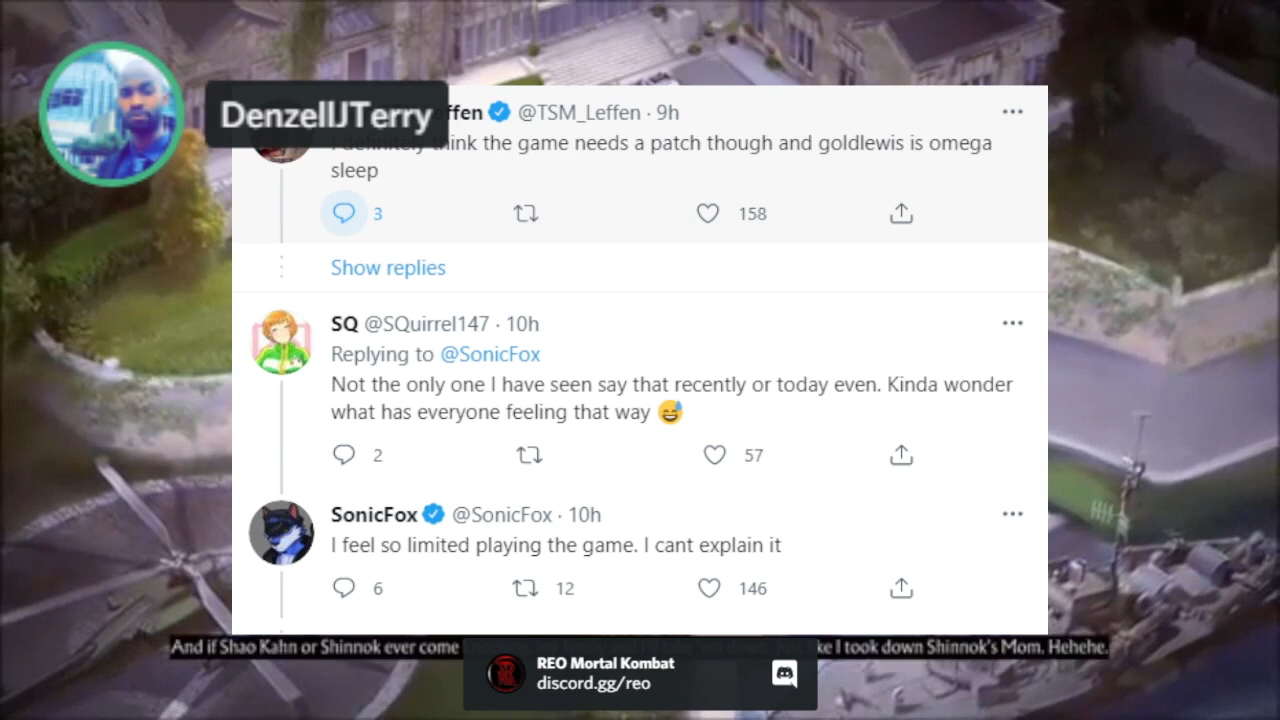 DenzellJTerry
effen @TSM_Leffen · 9h
definitely think the game needs a patch though and goldlewis is omega
sleep
3
158
Show replies
SQ @SQuirrel147 · 10h
Replying to @SonicFox
Not the only one I have seen say that recently or today even. Kinda wonder
what has everyone feeling that way 😅
2
57
SonicFox @SonicFox · 10h
I feel so limited playing the game. I cant explain it
6
12
146
And if Shao Kahn or Shinnok ever come
ke I took down Shinnok's Mom. Hehehe.
REO Mortal Kombat
discord.gg/reo